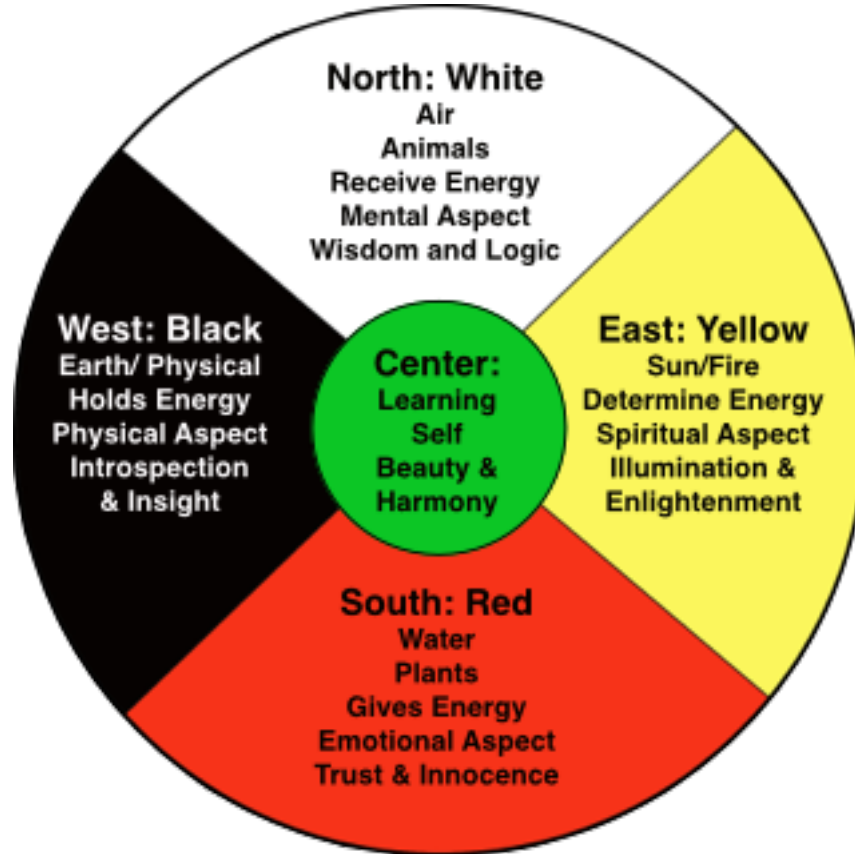 North: White
Air
Animals
Receive Energy
Mental Aspect
Wisdom and Logic
West: Black
Earth/ Physical
Holds Energy
Physical Aspect
Introspection
& Insight
Center:
Learning
Self
Beauty &
Harmony
East: Yellow
Sun/Fire
Determine Energy
Spiritual Aspect
Illumination &
Enlightenment
South: Red
Water
Plants
Gives Energy
Emotional Aspect
Trust & Innocence